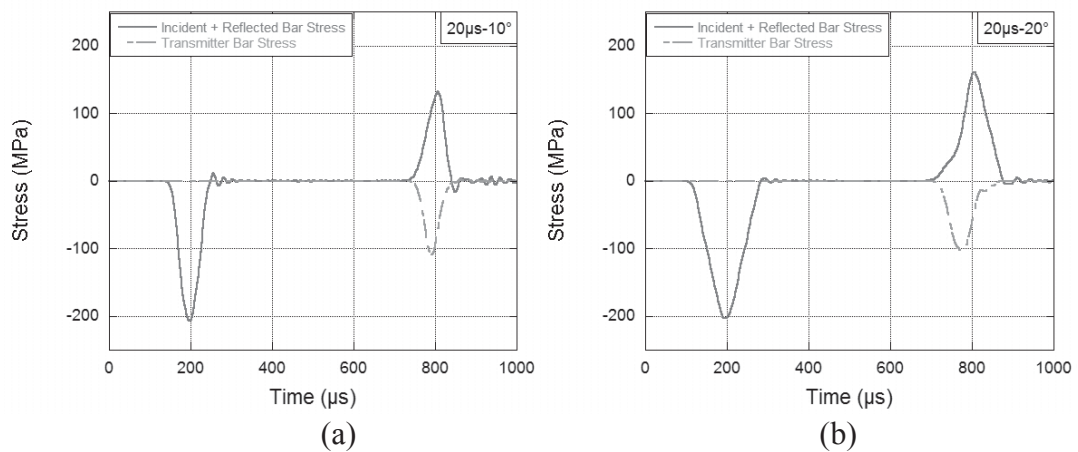 Incident + Reflected Bar Stress
Transmitter Bar Stress
20µs-10°
200
100
0
-100
-200
Stress (MPa)
0
200
400
600
800
1000
Time (µs)
(a)
Incident + Reflected Bar Stress
Transmitter Bar Stress
20µs-20°
200
100
0
-100
-200
Stress (MPa)
0
200
400
600
800
1000
Time (µs)
(b)